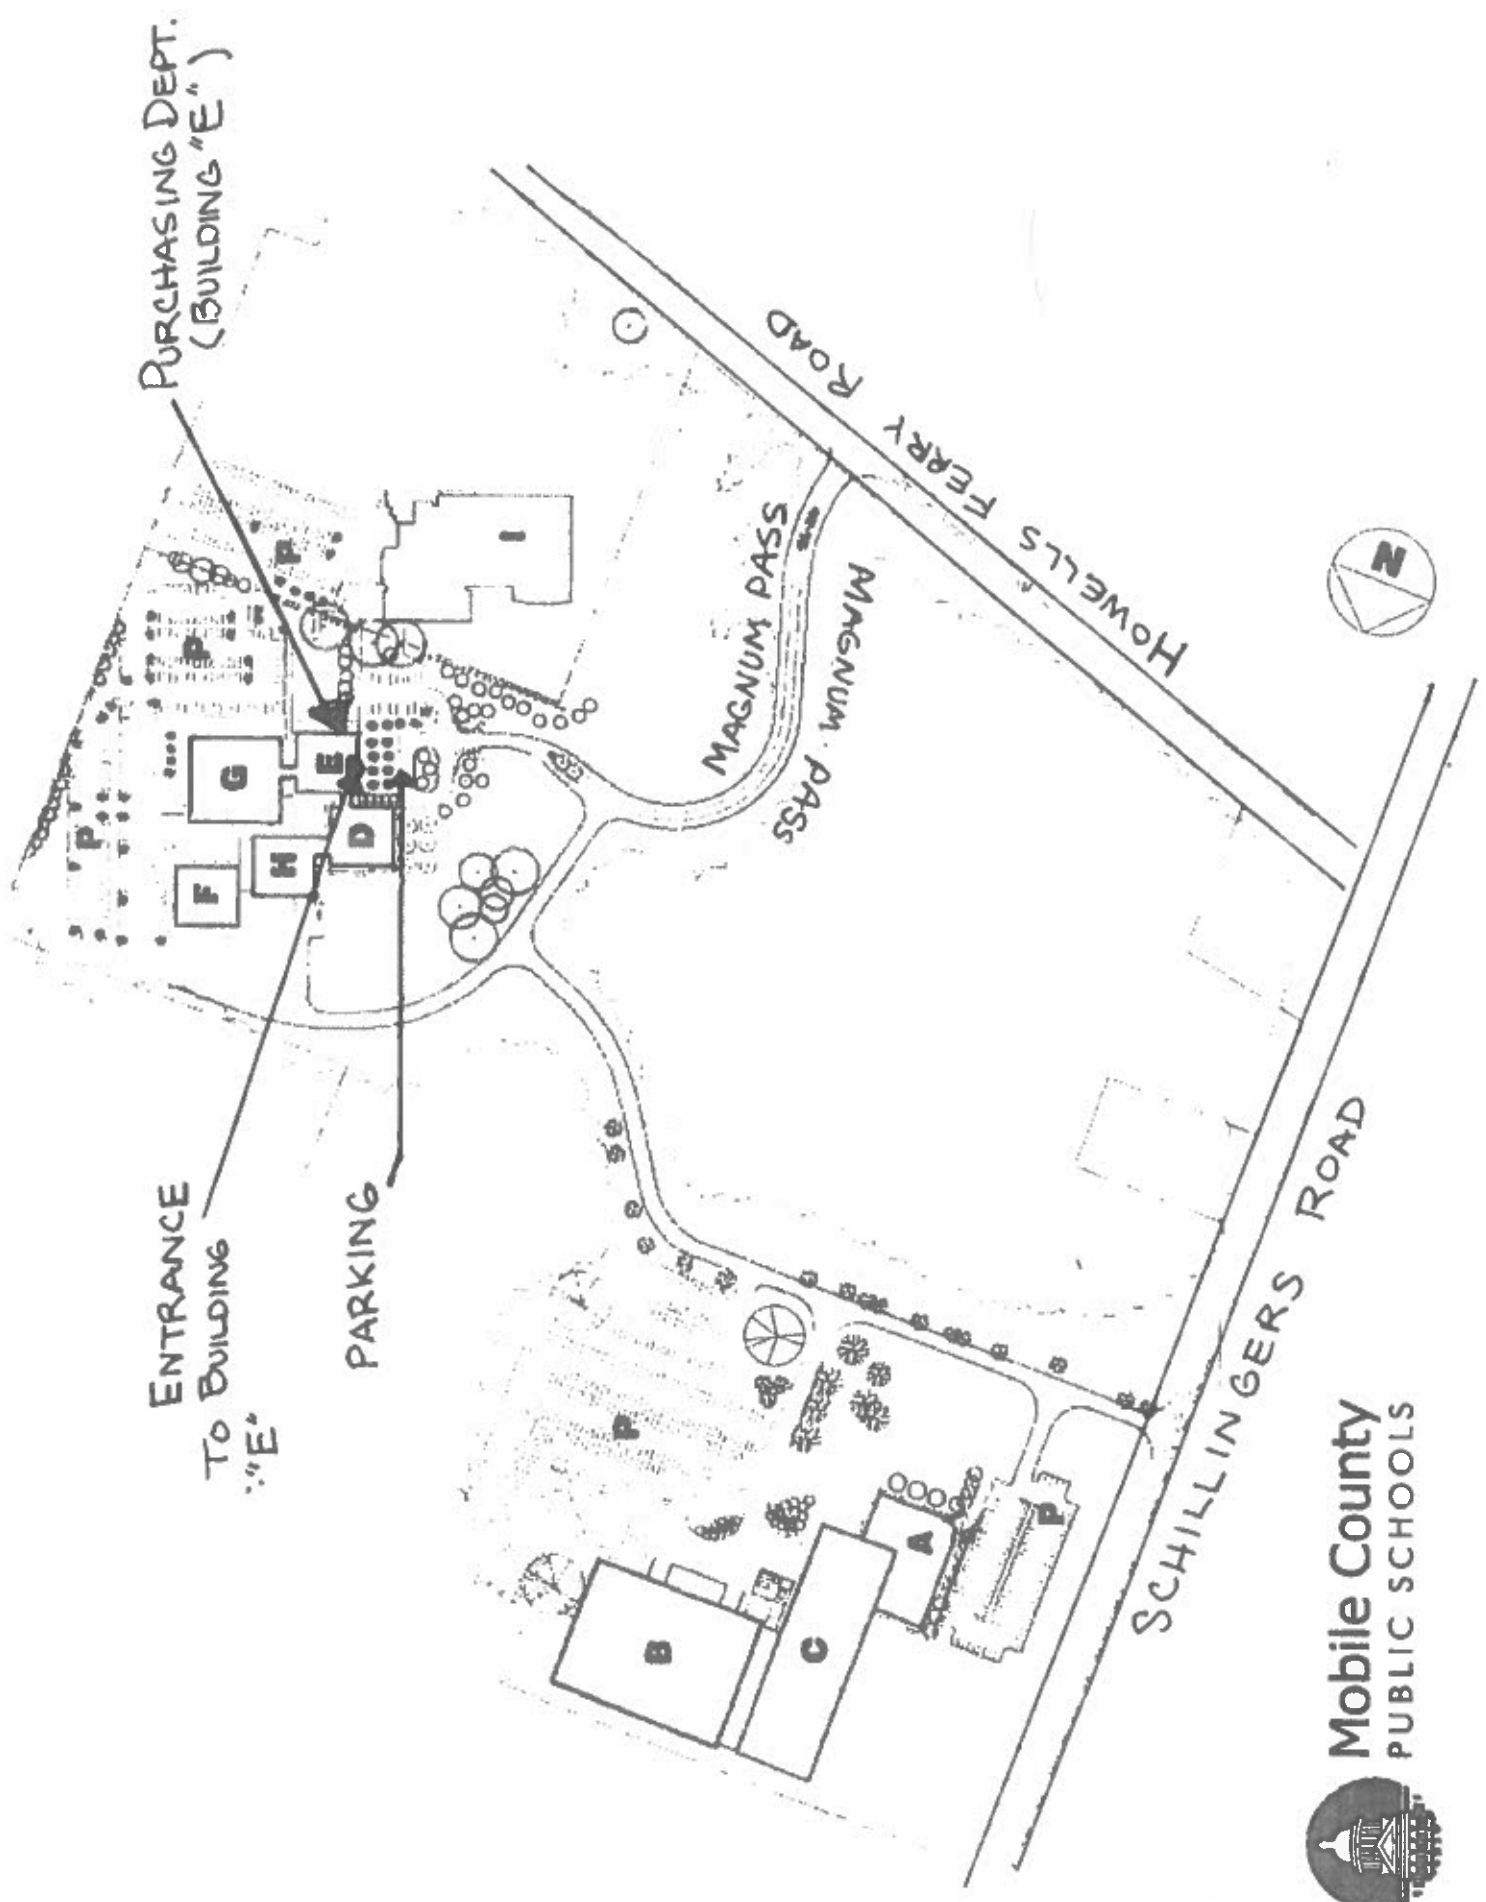 PURCHASING DEPT.
(BUILDING "E")
ENTRANCE
TO BUILDING
"E"
PARKING
P
P
P
G
E
D
H
F
I
MAGNUM PASS
MAGNUM PASS
HOWELLS FERRY ROAD
N
P
B
C
A
P
SCHILLINGERS ROAD
Mobile County
PUBLIC SCHOOLS